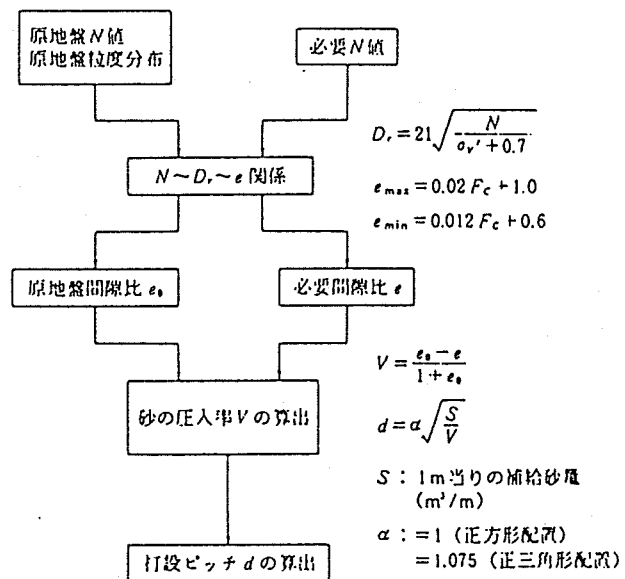 原地盤N値
原地盤粒度分布
必要N値
D_r = 21√(N/(σ_v' + 0.7))
N～D_r～e 関係
e_max = 0.02 F_c + 1.0
e_min = 0.012 F_c + 0.6
原地盤間隙比 e_0
必要間隙比 e
V = (e_0 − e)/(1 + e_0)
砂の圧入率Vの算出
d = α√(S/V)
S : 1m当りの補給砂量
(m³/m)
α : =1 (正方形配置)
=1.075 (正三角形配置)
打設ピッチdの算出